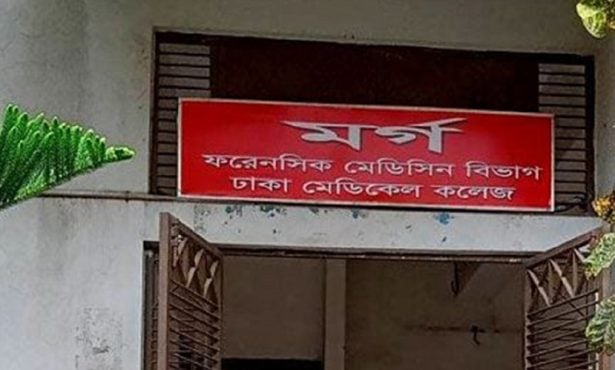 মর্গ
ফরেনসিক মেডিসিন বিভাগ
ঢাকা মেডিকেল কলেজ